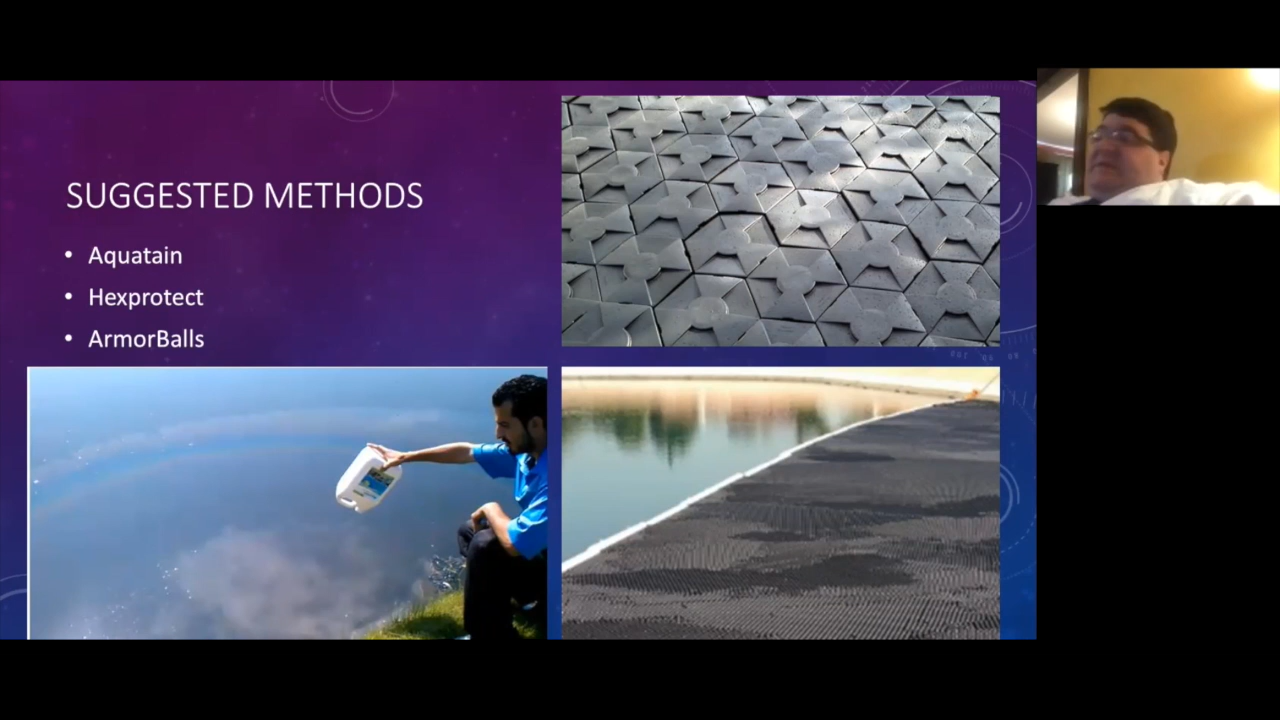 SUGGESTED METHODS
• Aquatain
• Hexprotect
• ArmorBalls